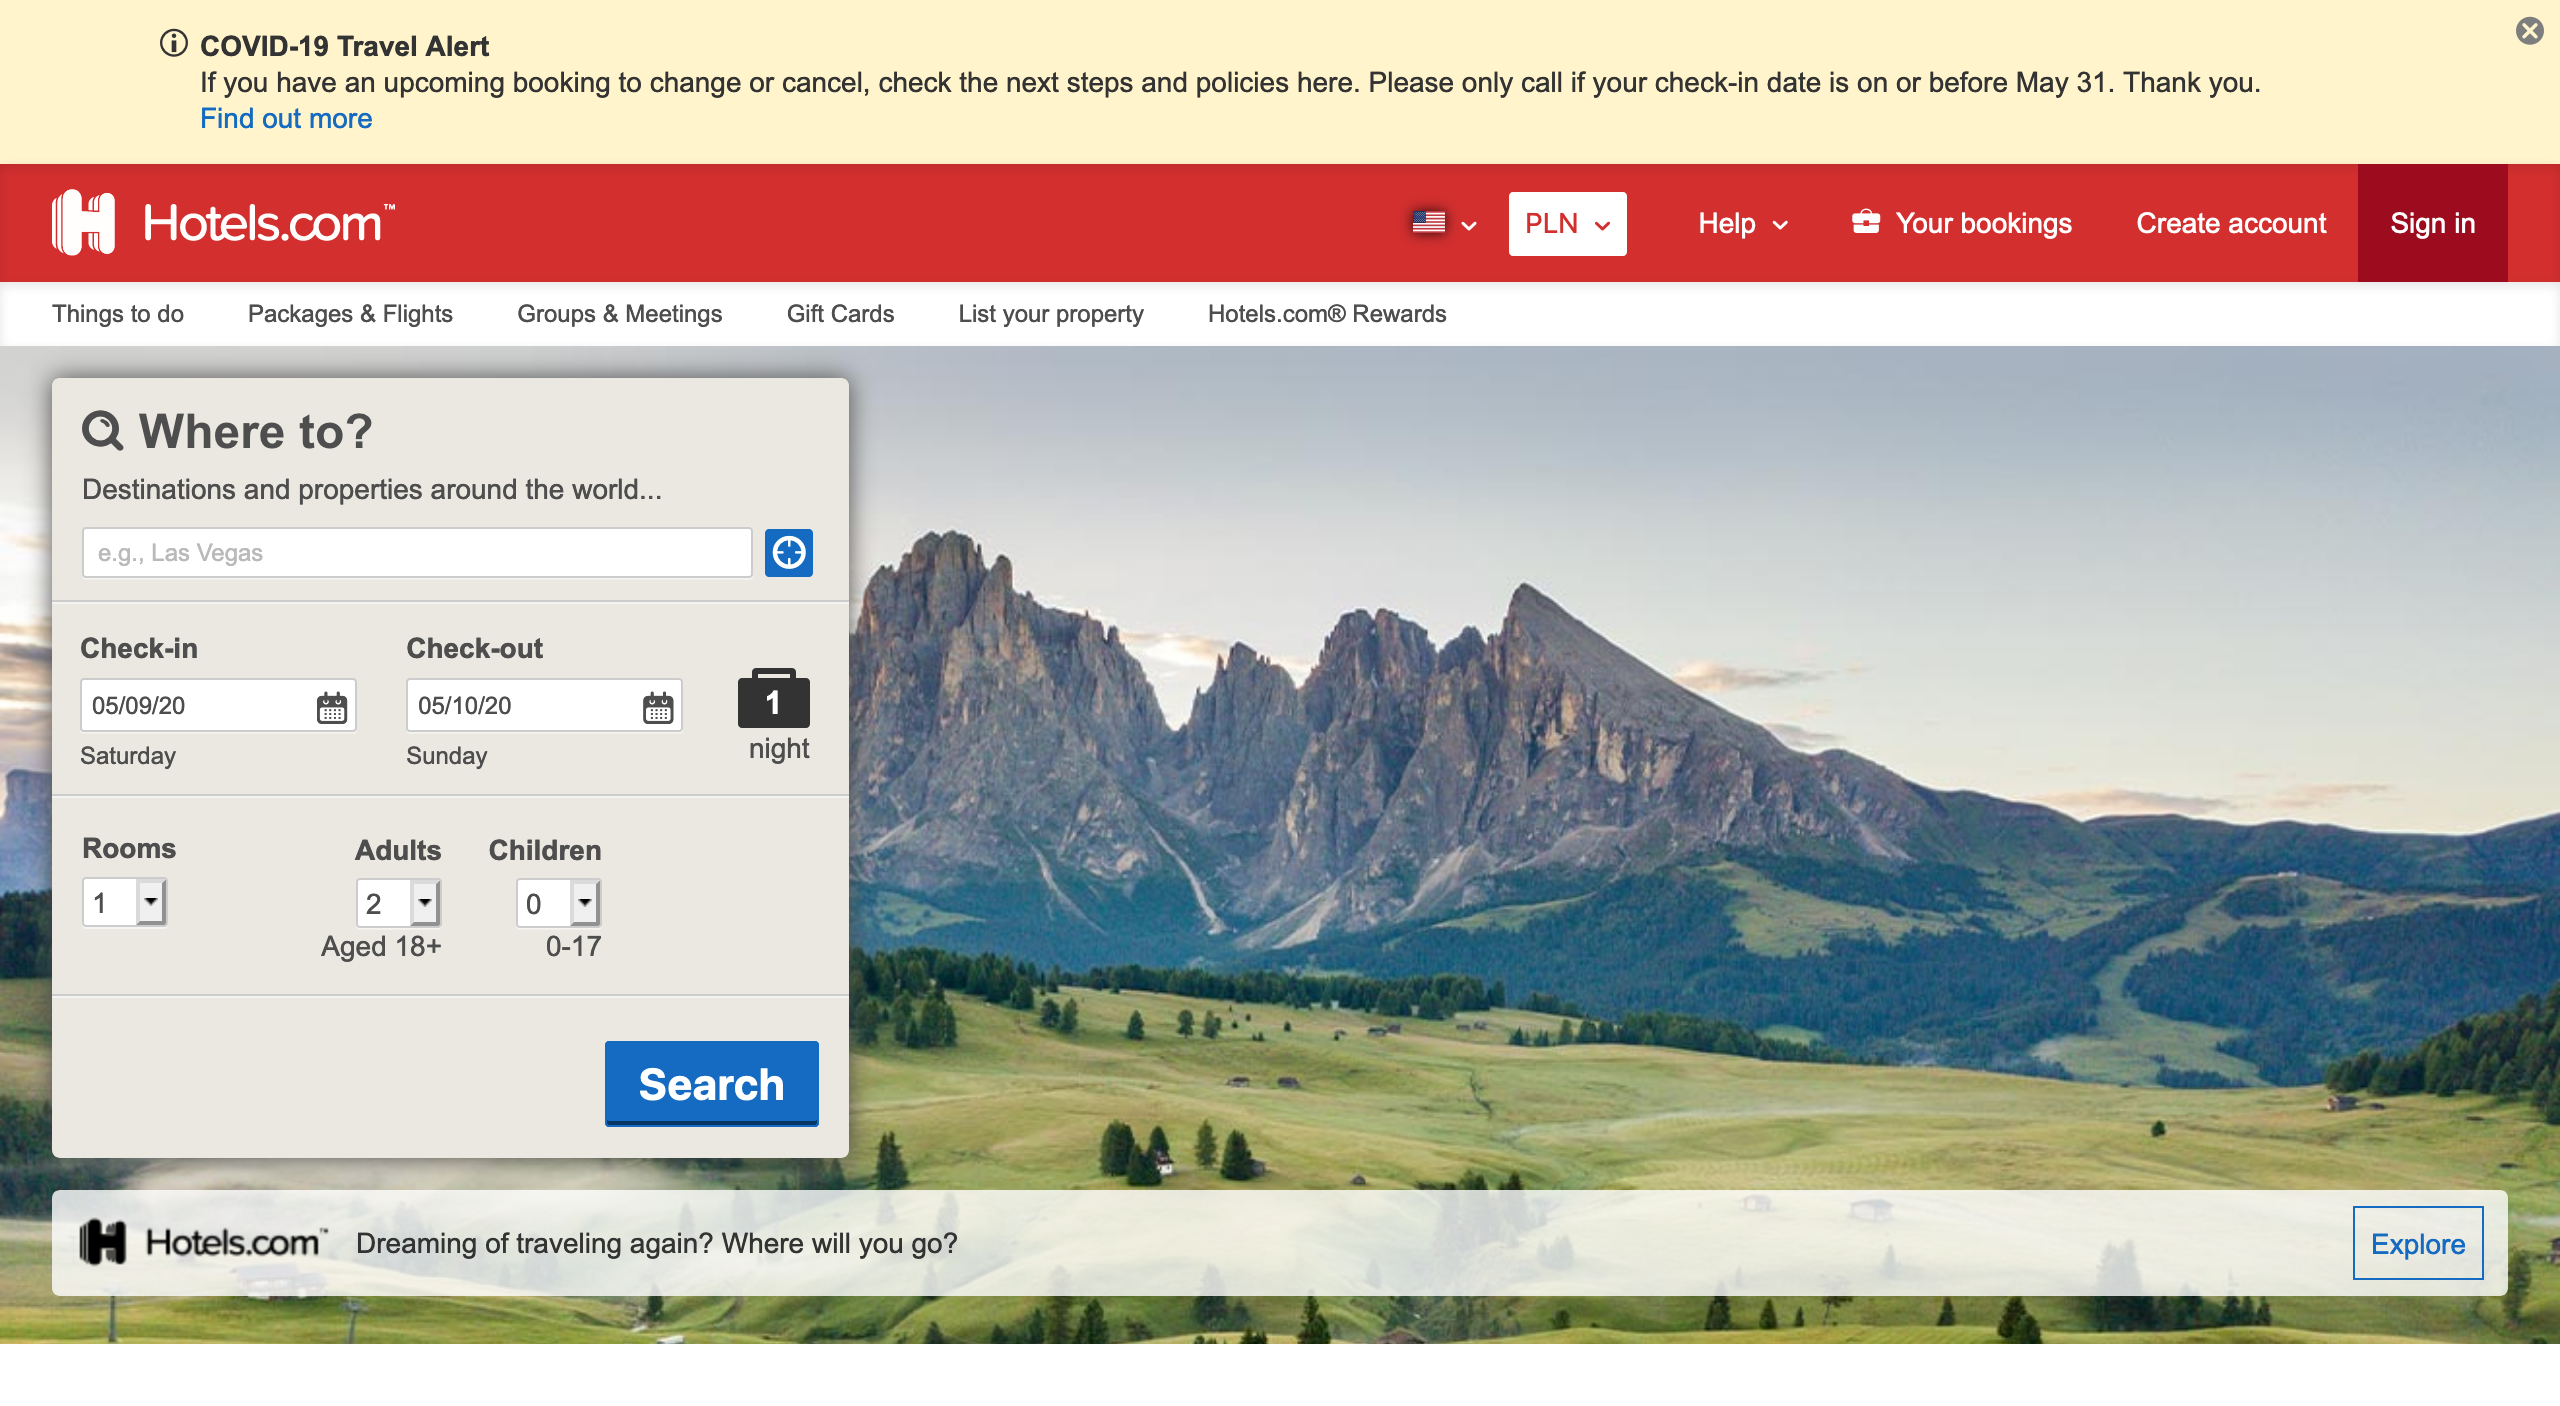 COVID-19 Travel Alert
If you have an upcoming booking to change or cancel, check the next steps and policies here. Please only call if your check-in date is on or before May 31. Thank you.
Find out more
Hotels.com™
PLN
Help
Your bookings
Create account
Sign in
Things to do
Packages & Flights
Groups & Meetings
Gift Cards
List your property
Hotels.com® Rewards
Where to?
Destinations and properties around the world...
e.g., Las Vegas
Check-in
Check-out
05/09/20
05/10/20
1
night
Saturday
Sunday
Rooms
Adults
Children
1
2
0
Aged 18+
0-17
Search
Hotels.com™
Dreaming of traveling again? Where will you go?
Explore